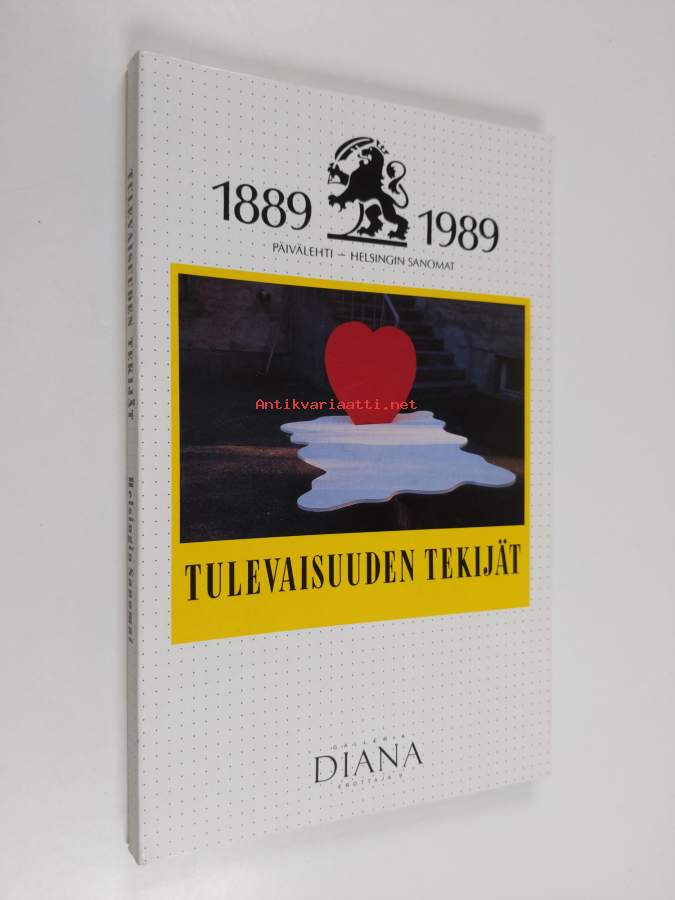 1889 1989
PÄIVÄLEHTI – HELSINGIN SANOMAT
Antikvariaatti.net
TULEVAISUUDEN TEKIJÄT
GALLERIA
DIANA
EROTTAJA 9
TULEVAISUUDEN TEKIJÄT Helsingin Sanomat